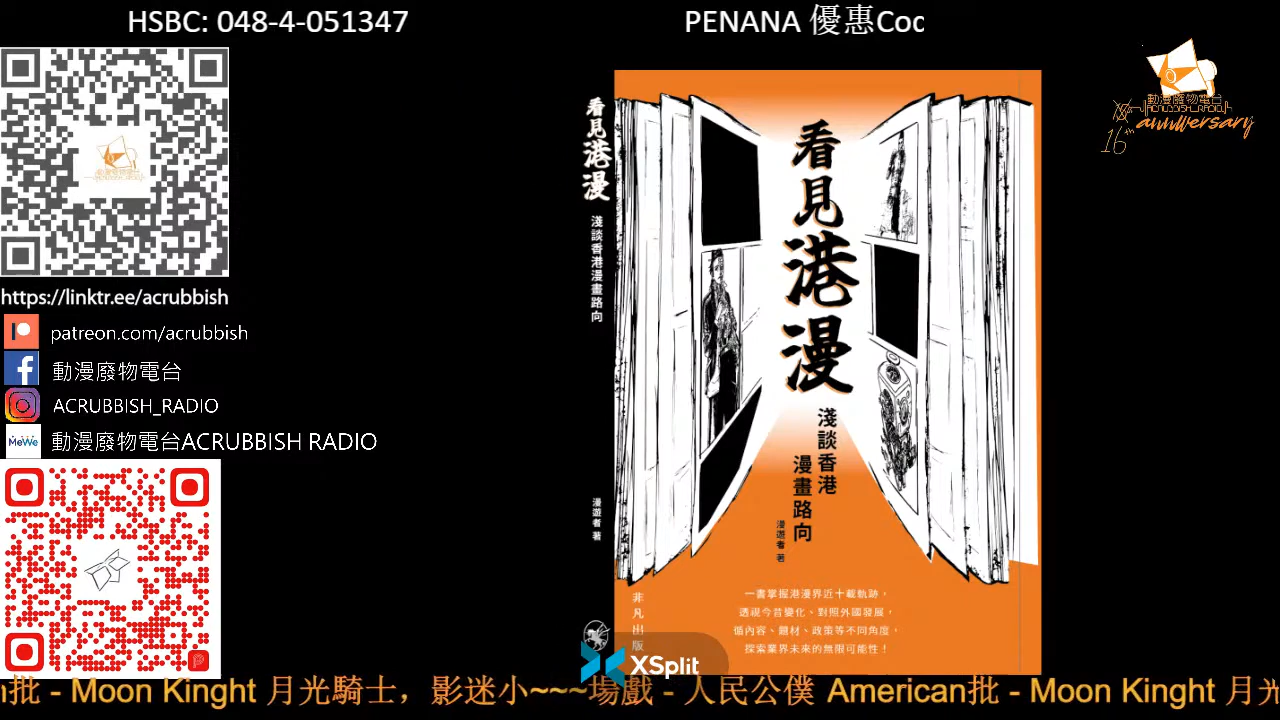 HSBC: 048-4-051347
PENANA 優惠Coc
https://linktr.ee/acrubbish
patreon.com/acrubbish
動漫廢物電台
ACRUBBISH_RADIO
MeWe
動漫廢物電台ACRUBBISH RADIO
看見港漫
淺談香港漫畫路向
漫遊者 著
非凡出版
看見港漫
淺談香港
漫畫路向
漫遊者 著
一書掌握港漫界近十載軌跡，
透視今昔變化、對照外國發展，
循內容、題材、政策等不同角度，
探索業界未來的無限可能性！
動漫廢物電台
ACRUBBISH_RADIO
16th anniversary
XSplit
批 - Moon Kinght 月光騎士，影迷小~~~場戲 - 人民公僕 American批 - Moon Kinght 月光